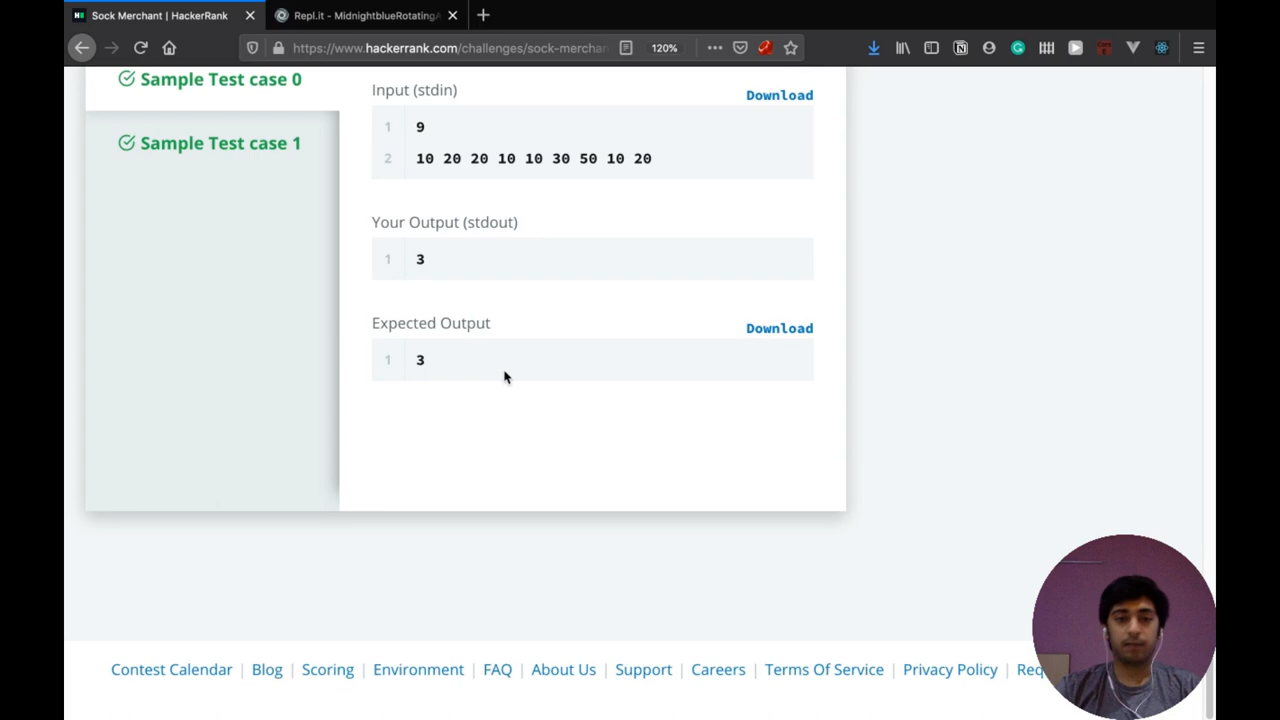 Sock Merchant | HackerRank
Repl.it - MidnightblueRotatingA
https://www.hackerrank.com/challenges/sock-merchan
120%
Sample Test case 0
Sample Test case 1
Input (stdin)
Download
1 9
2 10 20 20 10 10 30 50 10 20
Your Output (stdout)
1 3
Expected Output
Download
1 3
Contest Calendar | Blog | Scoring | Environment | FAQ | About Us | Support | Careers | Terms Of Service | Privacy Policy | Req